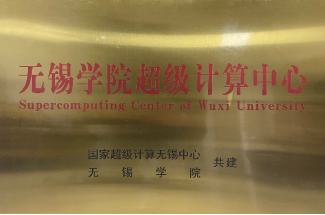 无锡学院超级计算中心
Supercomputing Center of Wuxi University
国家超级计算无锡中心
无锡学院 共建